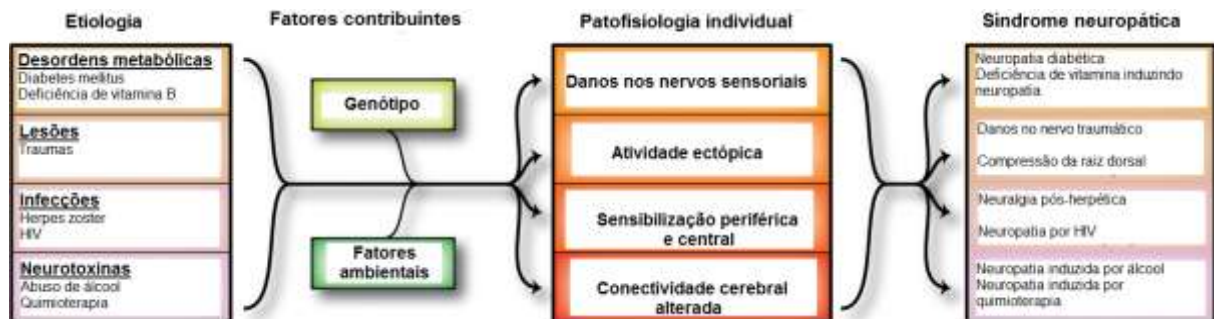 Etiologia
Desordens metabólicas
Diabetes mellitus
Deficiência de vitamina B
Lesões
Traumas
Infecções
Herpes zoster
HIV
Neurotoxinas
Abuso de álcool
Quimioterapia
Fatores contribuintes
Genótipo
Fatores
ambientais
Patofisiologia individual
Danos nos nervos sensoriais
Atividade ectópica
Sensibilização periférica
e central
Conectividade cerebral
alterada
Sindrome neuropática
Neuropatia diabética
Deficiência de vitamina induzindo
neuropatia
Danos no nervo traumático
Compressão da raiz dorsal
Neuralgia pós-herpética
Neuropatia por HIV
Neuropatia induzida por álcool
Neuropatia induzida por
quimioterapia